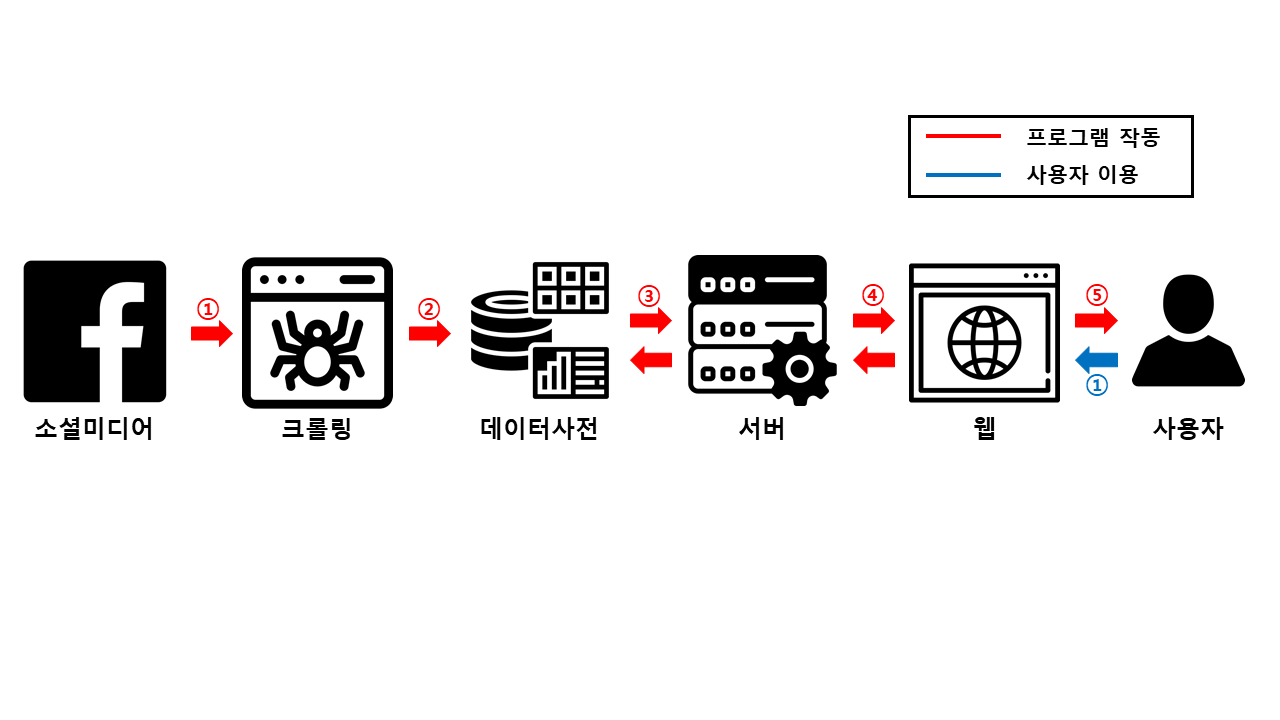 프로그램 작동
사용자 이용
① ② ③ ④ ⑤
①
소셜미디어 크롤링 데이터사전 서버 웹 사용자